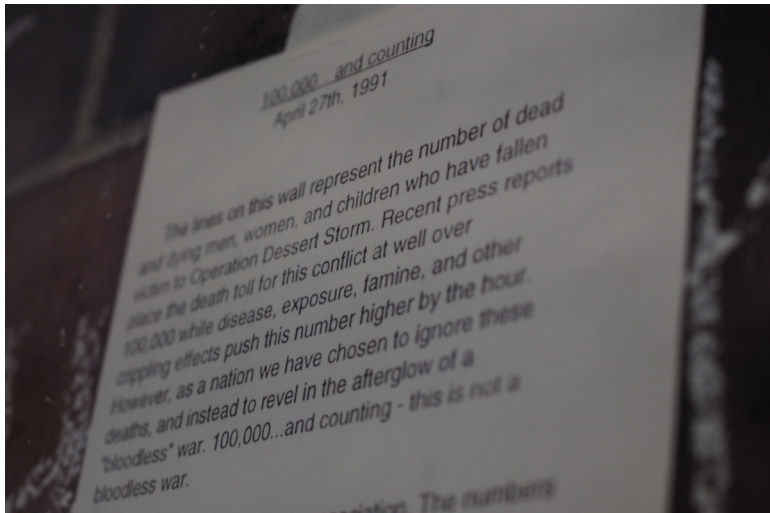 100,000...and counting
April 27th, 1991
The lines on this wall represent the number of dead
and dying men, women, and children who have fallen
victim to Operation Dessert Storm. Recent press reports
place the death toll for this conflict at well over
100,000 while disease, exposure, famine, and other
crippling effects push this number higher by the hour.
However, as a nation we have chosen to ignore these
deaths, and instead to revel in the afterglow of a
"bloodless" war. 100,000...and counting - this is not a
bloodless war.
The numbers